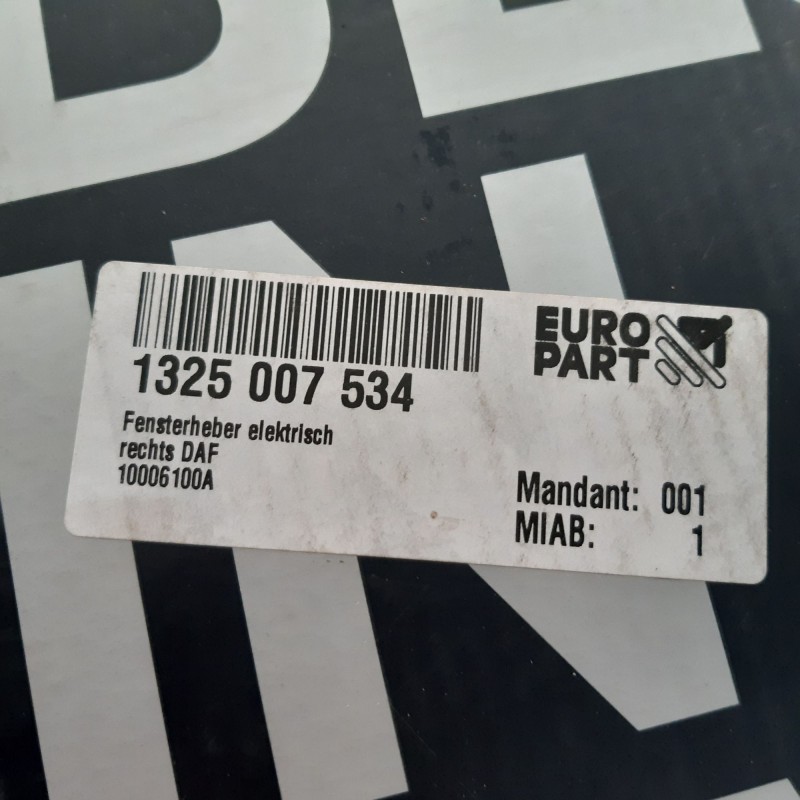 1325 007 534
EURO
PART
Fensterheber elektrisch
rechts DAF
10006100A
Mandant: 001
MIAB: 1